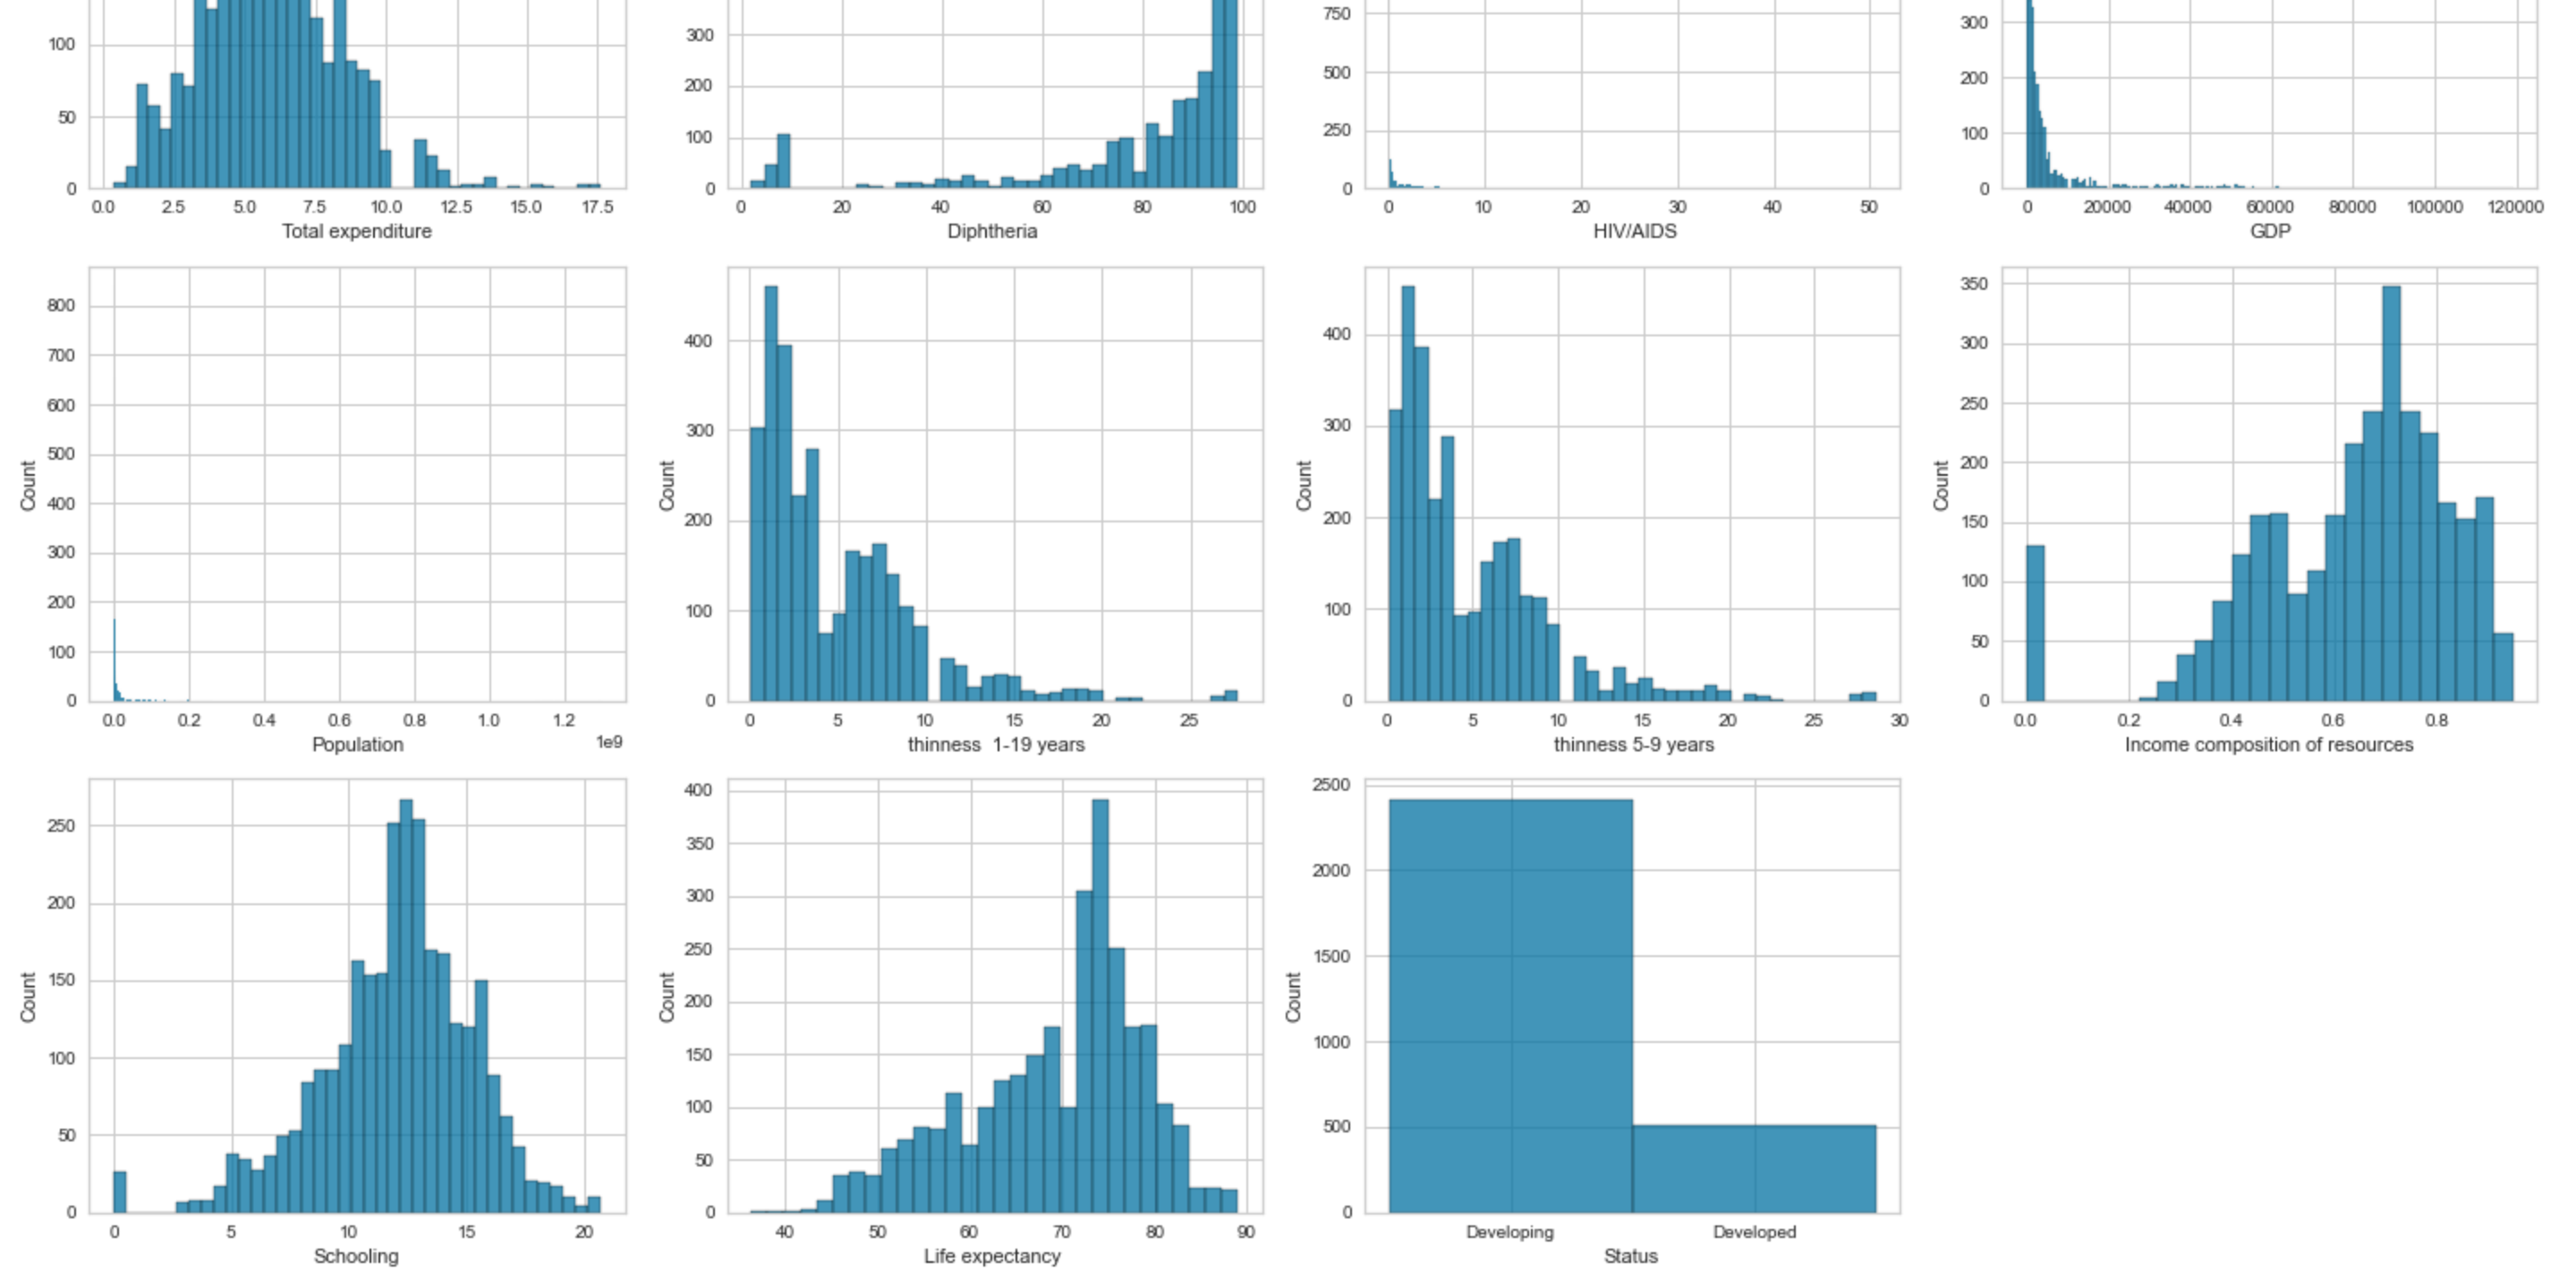 100
50
0
0.0 2.5 5.0 7.5 10.0 12.5 15.0 17.5
Total expenditure
300
200
100
0
0 20 40 60 80 100
Diphtheria
750
500
250
0
0 10 20 30 40 50
HIV/AIDS
300
200
100
0
0 20000 40000 60000 80000 100000 120000
GDP
800
700
600
500
400
300
200
100
0
Count
0.0 0.2 0.4 0.6 0.8 1.0 1.2
1e9
Population
400
300
200
100
0
Count
0 5 10 15 20 25
thinness  1-19 years
400
300
200
100
0
Count
0 5 10 15 20 25 30
thinness 5-9 years
350
300
250
200
150
100
50
0
Count
0.0 0.2 0.4 0.6 0.8
Income composition of resources
250
200
150
100
50
0
Count
0 5 10 15 20
Schooling
400
350
300
250
200
150
100
50
0
Count
40 50 60 70 80 90
Life expectancy
2500
2000
1500
1000
500
0
Count
Developing Developed
Status